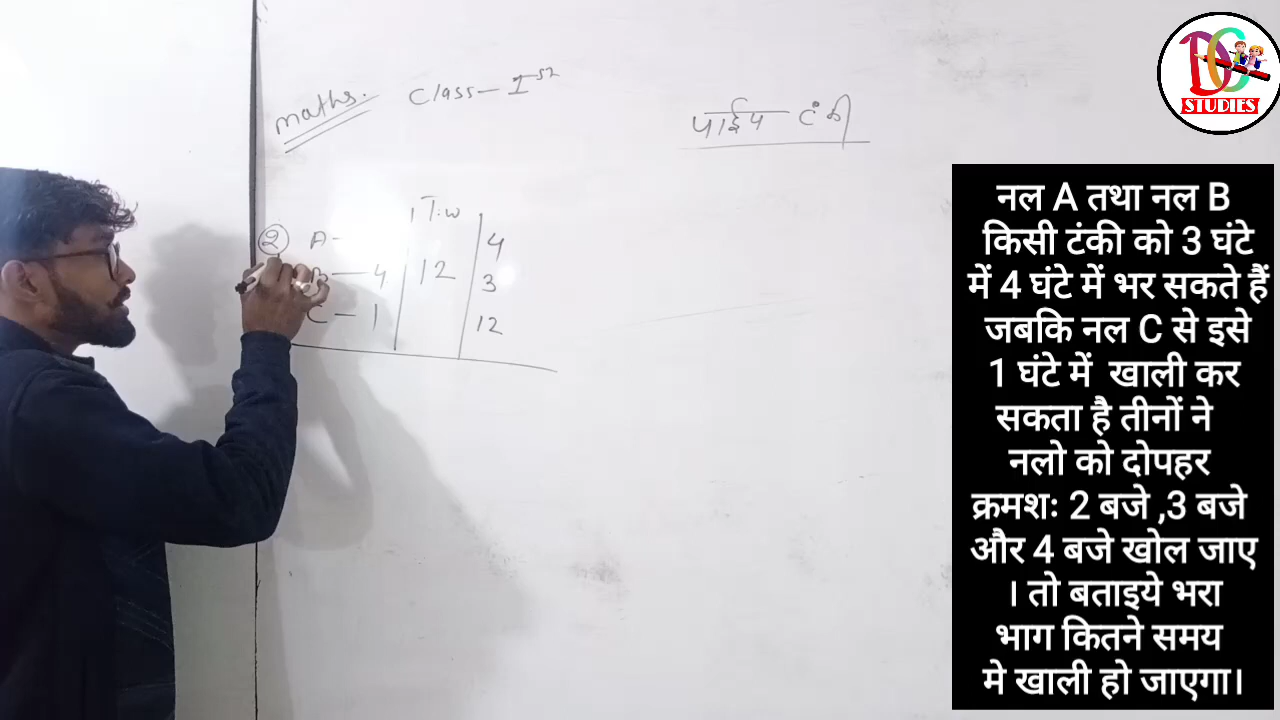 maths. Class - Ist
पाईप टंकी
T.W
② A- 4
B - 4 12 3
C - 1 12
DG
STUDIES
नल A तथा नल B
किसी टंकी को 3 घंटे
में 4 घंटे में भर सकते हैं
जबकि नल C से इसे
1 घंटे में खाली कर
सकता है तीनों ने
नलो को दोपहर
क्रमशः 2 बजे ,3 बजे
और 4 बजे खोल जाए
। तो बताइये भरा
भाग कितने समय
मे खाली हो जाएगा।